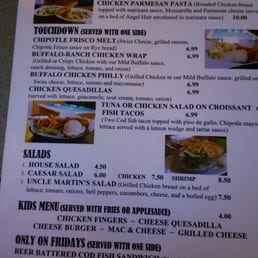 CHICKEN PARMESAN PASTA (Breaded Chicken breast
topped with marinara sauce, Mozzarella and Parmesan cheese served
on a bed of Angel Hair smothered in marinara sauce) 10.00
TOUCHDOWN (SERVED WITH ONE SIDE)
CHIPOTLE FRISCO MELT (Swiss Cheese, grilled onions,
Chipotle Frisco sauce on Rye bread) 6.99
BUFFALO-RANCH CHICKEN WRAP 6.99
(Grilled or Crispy Chicken with our Mild Buffalo sauce,
ranch dressing, lettuce, tomato, and onion)
BUFFALO CHICKEN PHILLY (Grilled Chicken in our Mild Buffalo sauce, grilled
Swiss cheese, lettuce, tomato, and mayonnaise) 6.99
CHICKEN QUESADILLAS 6.99
(served with lettuce, guacamole, sour cream, tomato, onion)
TUNA OR CHICKEN SALAD ON CROISSANT
FISH TACOS 6.99
(Two Cod fish tacos topped with pico de gallo, Chipotle mayo
lettuce served with a lemon wedge and tartar sauce)
SALADS
1. HOUSE SALAD 4.50
2. CAESAR SALAD 6.00 CHICKEN 7.50 SHRIMP 8.50
3. UNCLE MARTIN'S SALAD (Grilled Chicken breast on a bed of
lettuce, tomato, onions, bell peppers, cucumbers, cheese, and a boiled egg) 7.50
KIDS MENU (SERVED WITH FRIES OR APPLESAUCE) 4.00
CHICKEN FINGERS ~ CHEESE QUESADILLA
CHEESE BURGER ~ MAC & CHEESE ~ GRILLED CHEESE
ONLY ON FRIDAYS (SERVED WITH ONE SIDE)
BEER BATTERED COD FISH SANDWICH